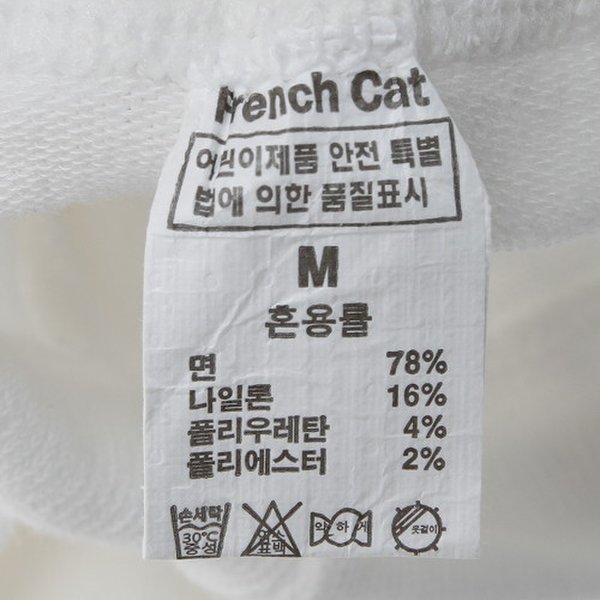 French Cat
어린이제품 안전 특별
법에 의한 품질표시
M
혼용률
면 78%
나일론 16%
폴리우레탄 4%
폴리에스터 2%
손세탁 염소 약하게 옷걸이
30°C 표백
중성